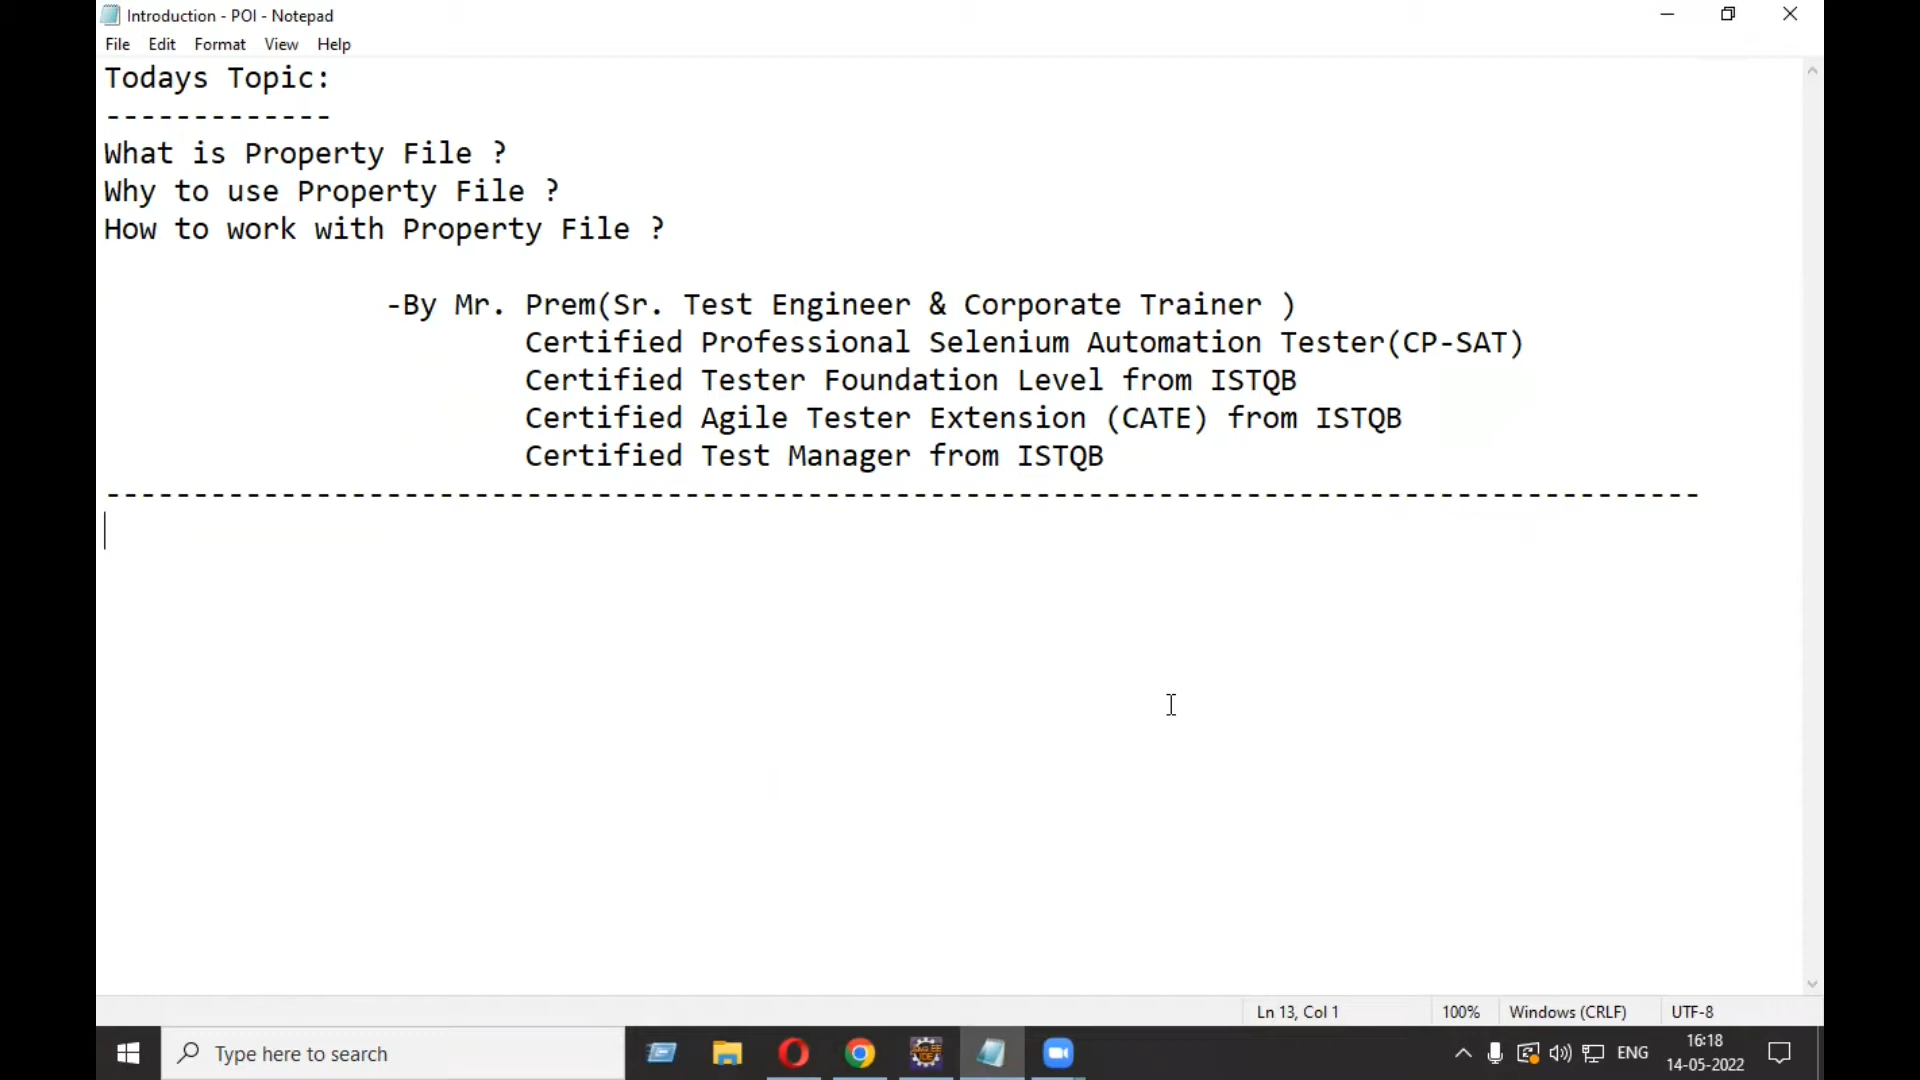 Introduction - POI - Notepad
File Edit Format View Help
Todays Topic:
-------------
What is Property File ?
Why to use Property File ?
How to work with Property File ?
-By Mr. Prem(Sr. Test Engineer & Corporate Trainer )
Certified Professional Selenium Automation Tester(CP-SAT)
Certified Tester Foundation Level from ISTQB
Certified Agile Tester Extension (CATE) from ISTQB
Certified Test Manager from ISTQB
-------------------------------------------------------------------------------------------
Ln 13, Col 1 100% Windows (CRLF) UTF-8
Type here to search
ENG
16:18
14-05-2022